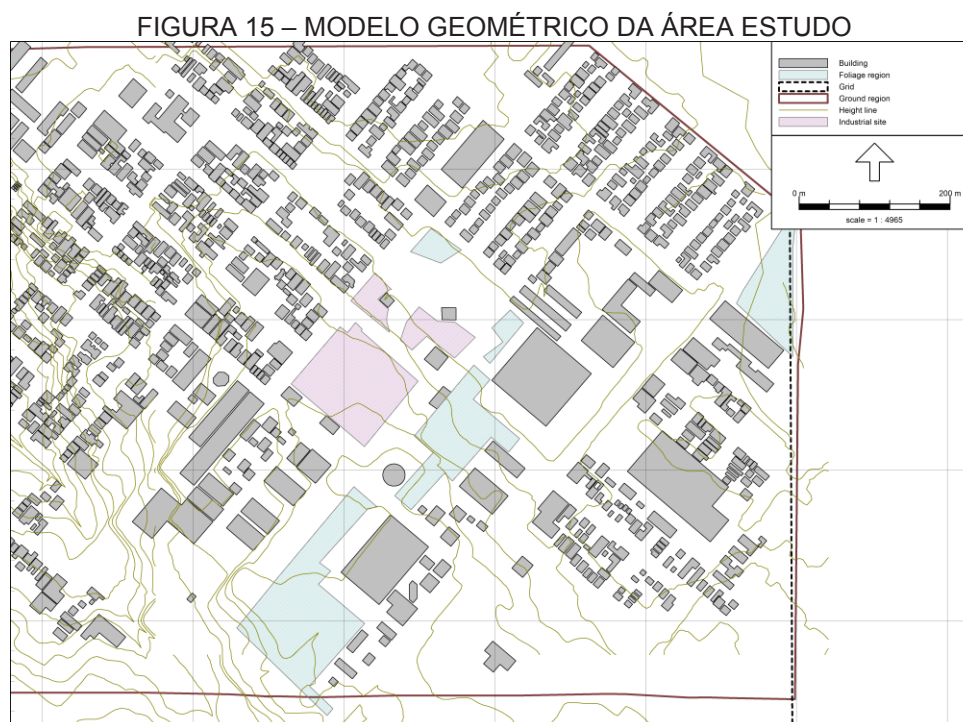 FIGURA 15 – MODELO GEOMÉTRICO DA ÁREA ESTUDO
Building
Foliage region
Grid
Ground region
Height line
Industrial site
0 m 200 m
scale = 1 : 4965